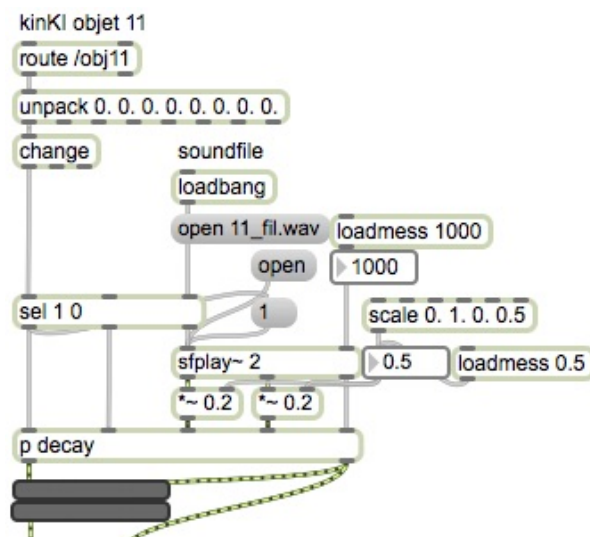 kinKI objet 11
route /obj11
unpack 0. 0. 0. 0. 0. 0. 0. 0.
change
soundfile
loadbang
open 11_fil.wav
loadmess 1000
open
1000
sel 1 0
1
scale 0. 1. 0. 0.5
sfplay~ 2
0.5
loadmess 0.5
*~ 0.2
*~ 0.2
p decay